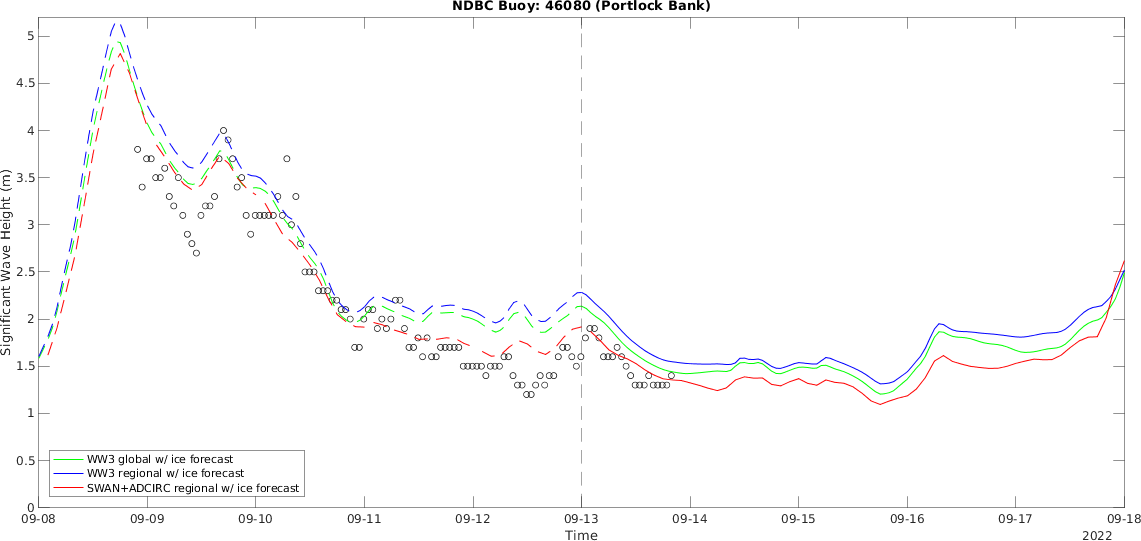 NDBC Buoy: 46080 (Portlock Bank)
5
4.5
4
3.5
3
2.5
2
1.5
1
0.5
0
Significant Wave Height (m)
WW3 global w/ ice forecast
WW3 regional w/ ice forecast
SWAN+ADCIRC regional w/ ice forecast
09-08 09-09 09-10 09-11 09-12 09-13 09-14 09-15 09-16 09-17 09-18
Time
2022